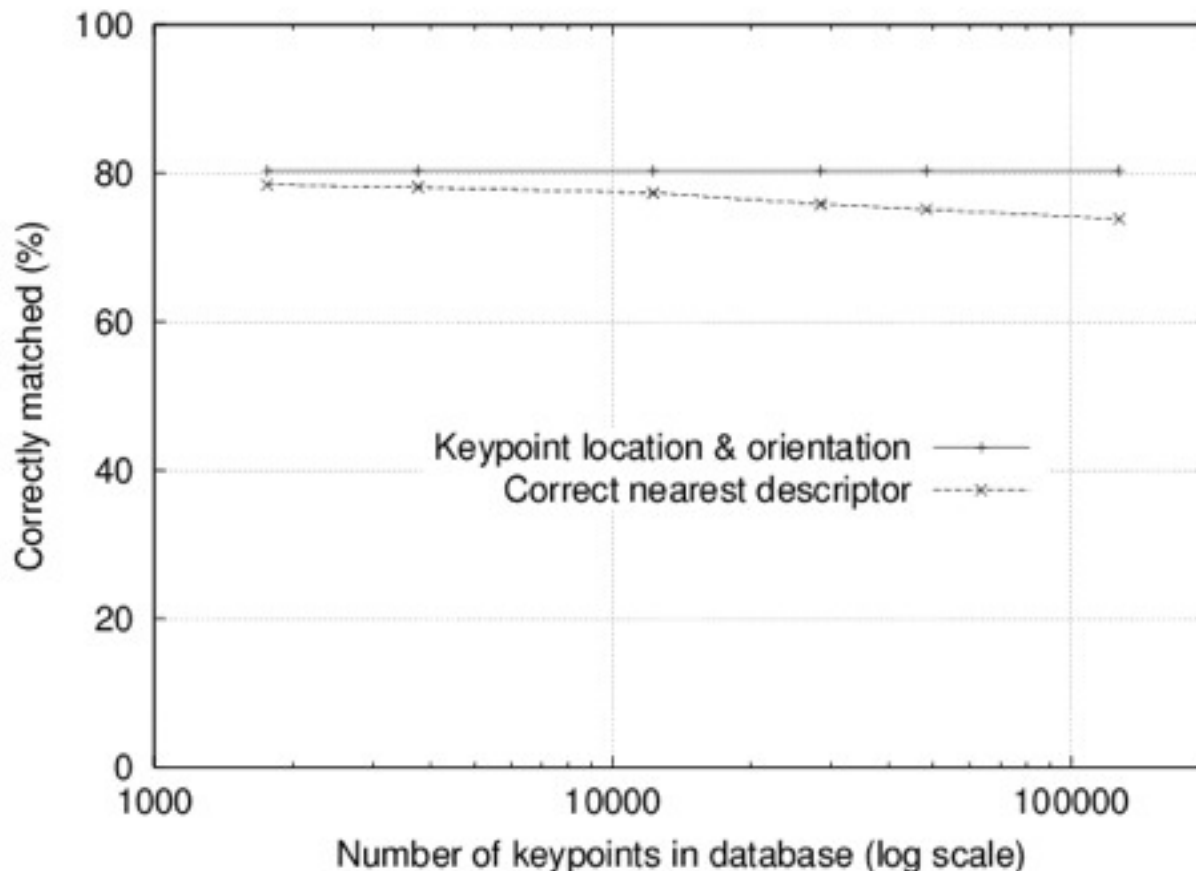 100
80
60
40
20
0
Correctly matched (%)
Keypoint location & orientation
Correct nearest descriptor
1000 10000 100000
Number of keypoints in database (log scale)